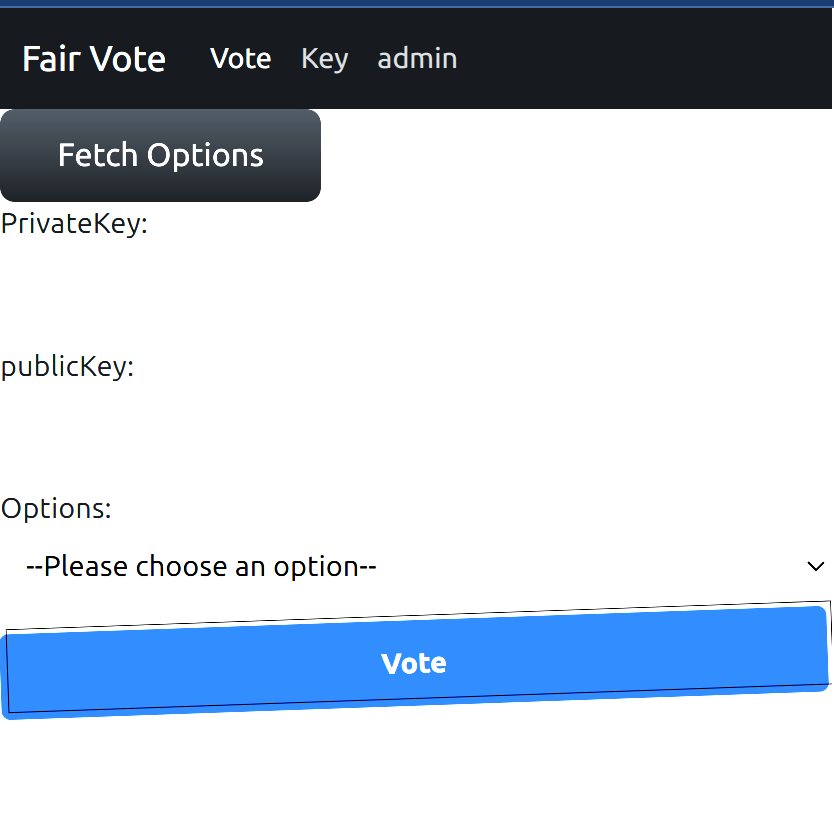 Fair Vote Vote Key admin
Fetch Options
PrivateKey:
publicKey:
Options:
--Please choose an option--
Vote